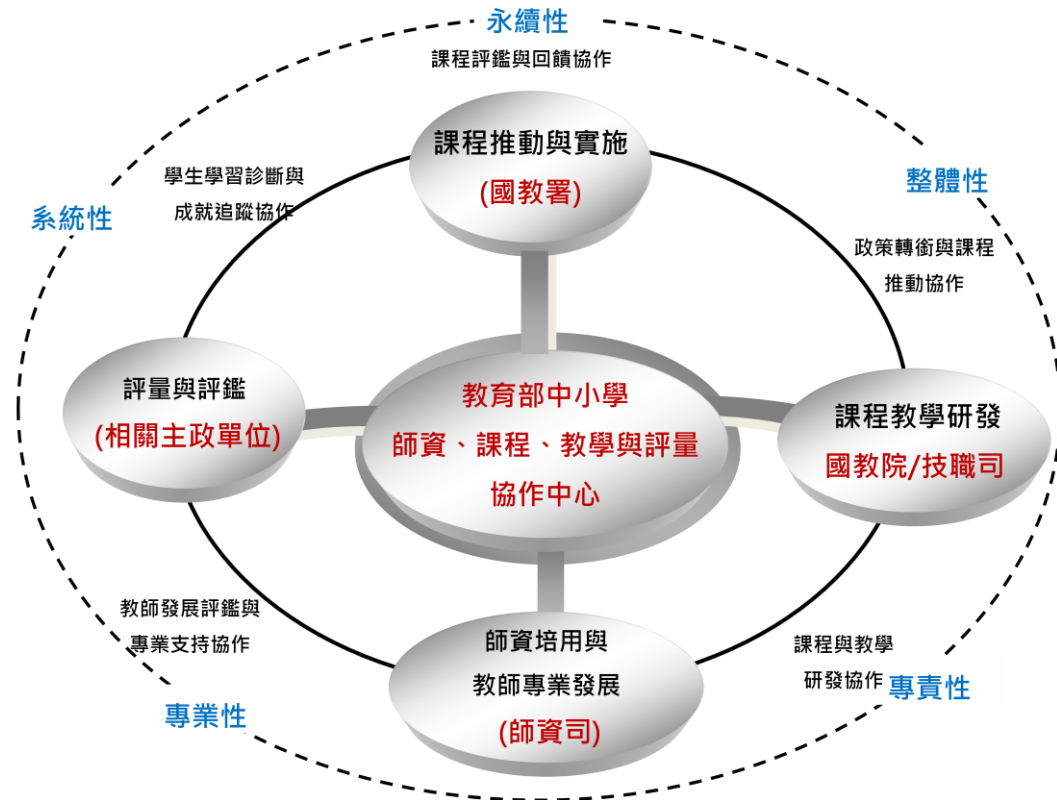 永續性
課程評鑑與回饋協作
課程推動與實施
(國教署)
學生學習診斷與
成就追蹤協作
整體性
系統性
政策轉銜與課程
推動協作
評量與評鑑
(相關主政單位)
教育部中小學
師資、課程、教學與評量
協作中心
課程教學研發
國教院/技職司
教師發展評鑑與
專業支持協作
師資培用與
教師專業發展
(師資司)
課程與教學
研發協作
專責性
專業性